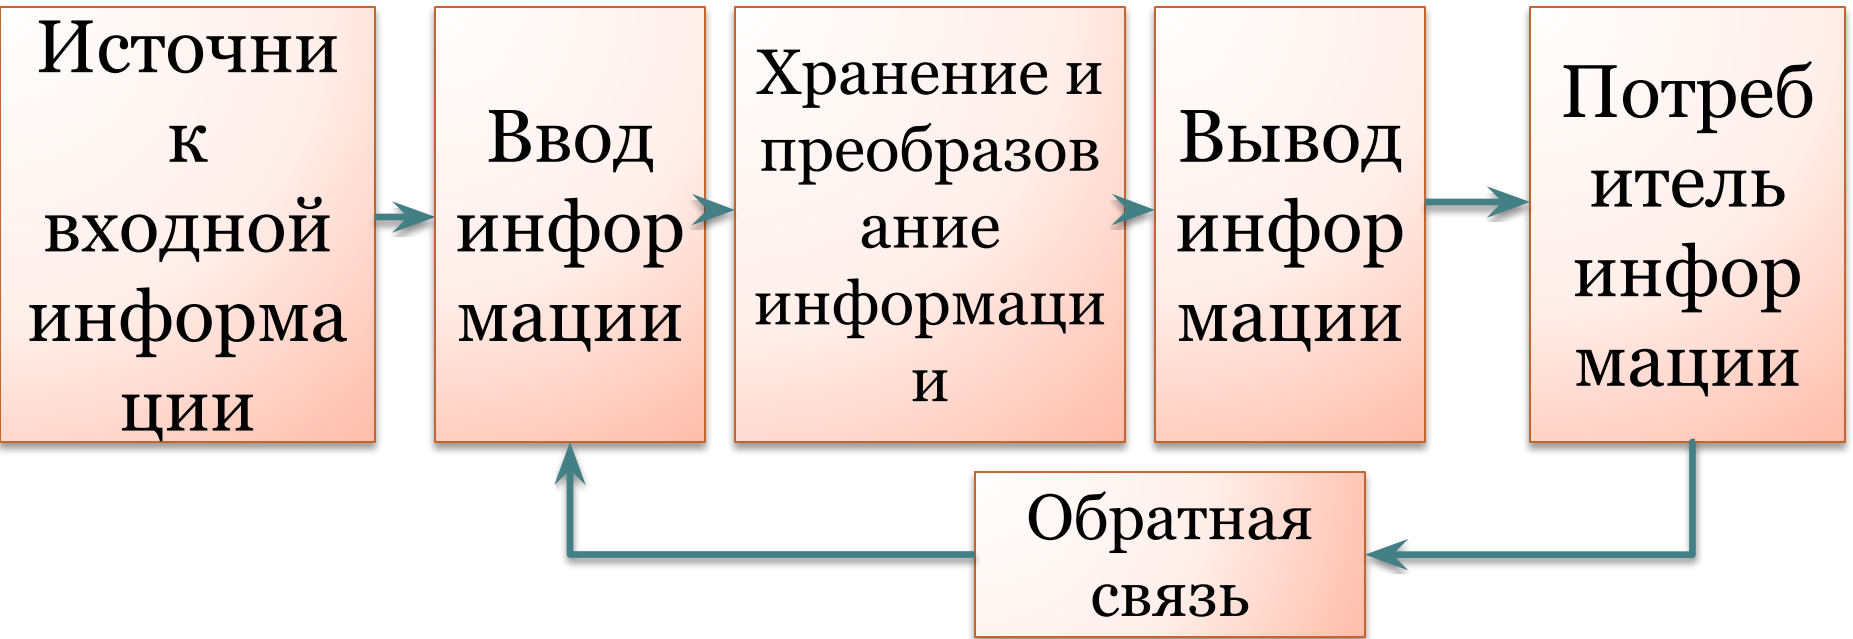 Источни
к
входной
информа
ции
Ввод
инфор
мации
Хранение и
преобразов
ание
информаци
и
Вывод
инфор
мации
Потреб
итель
инфор
мации
Обратная
связь